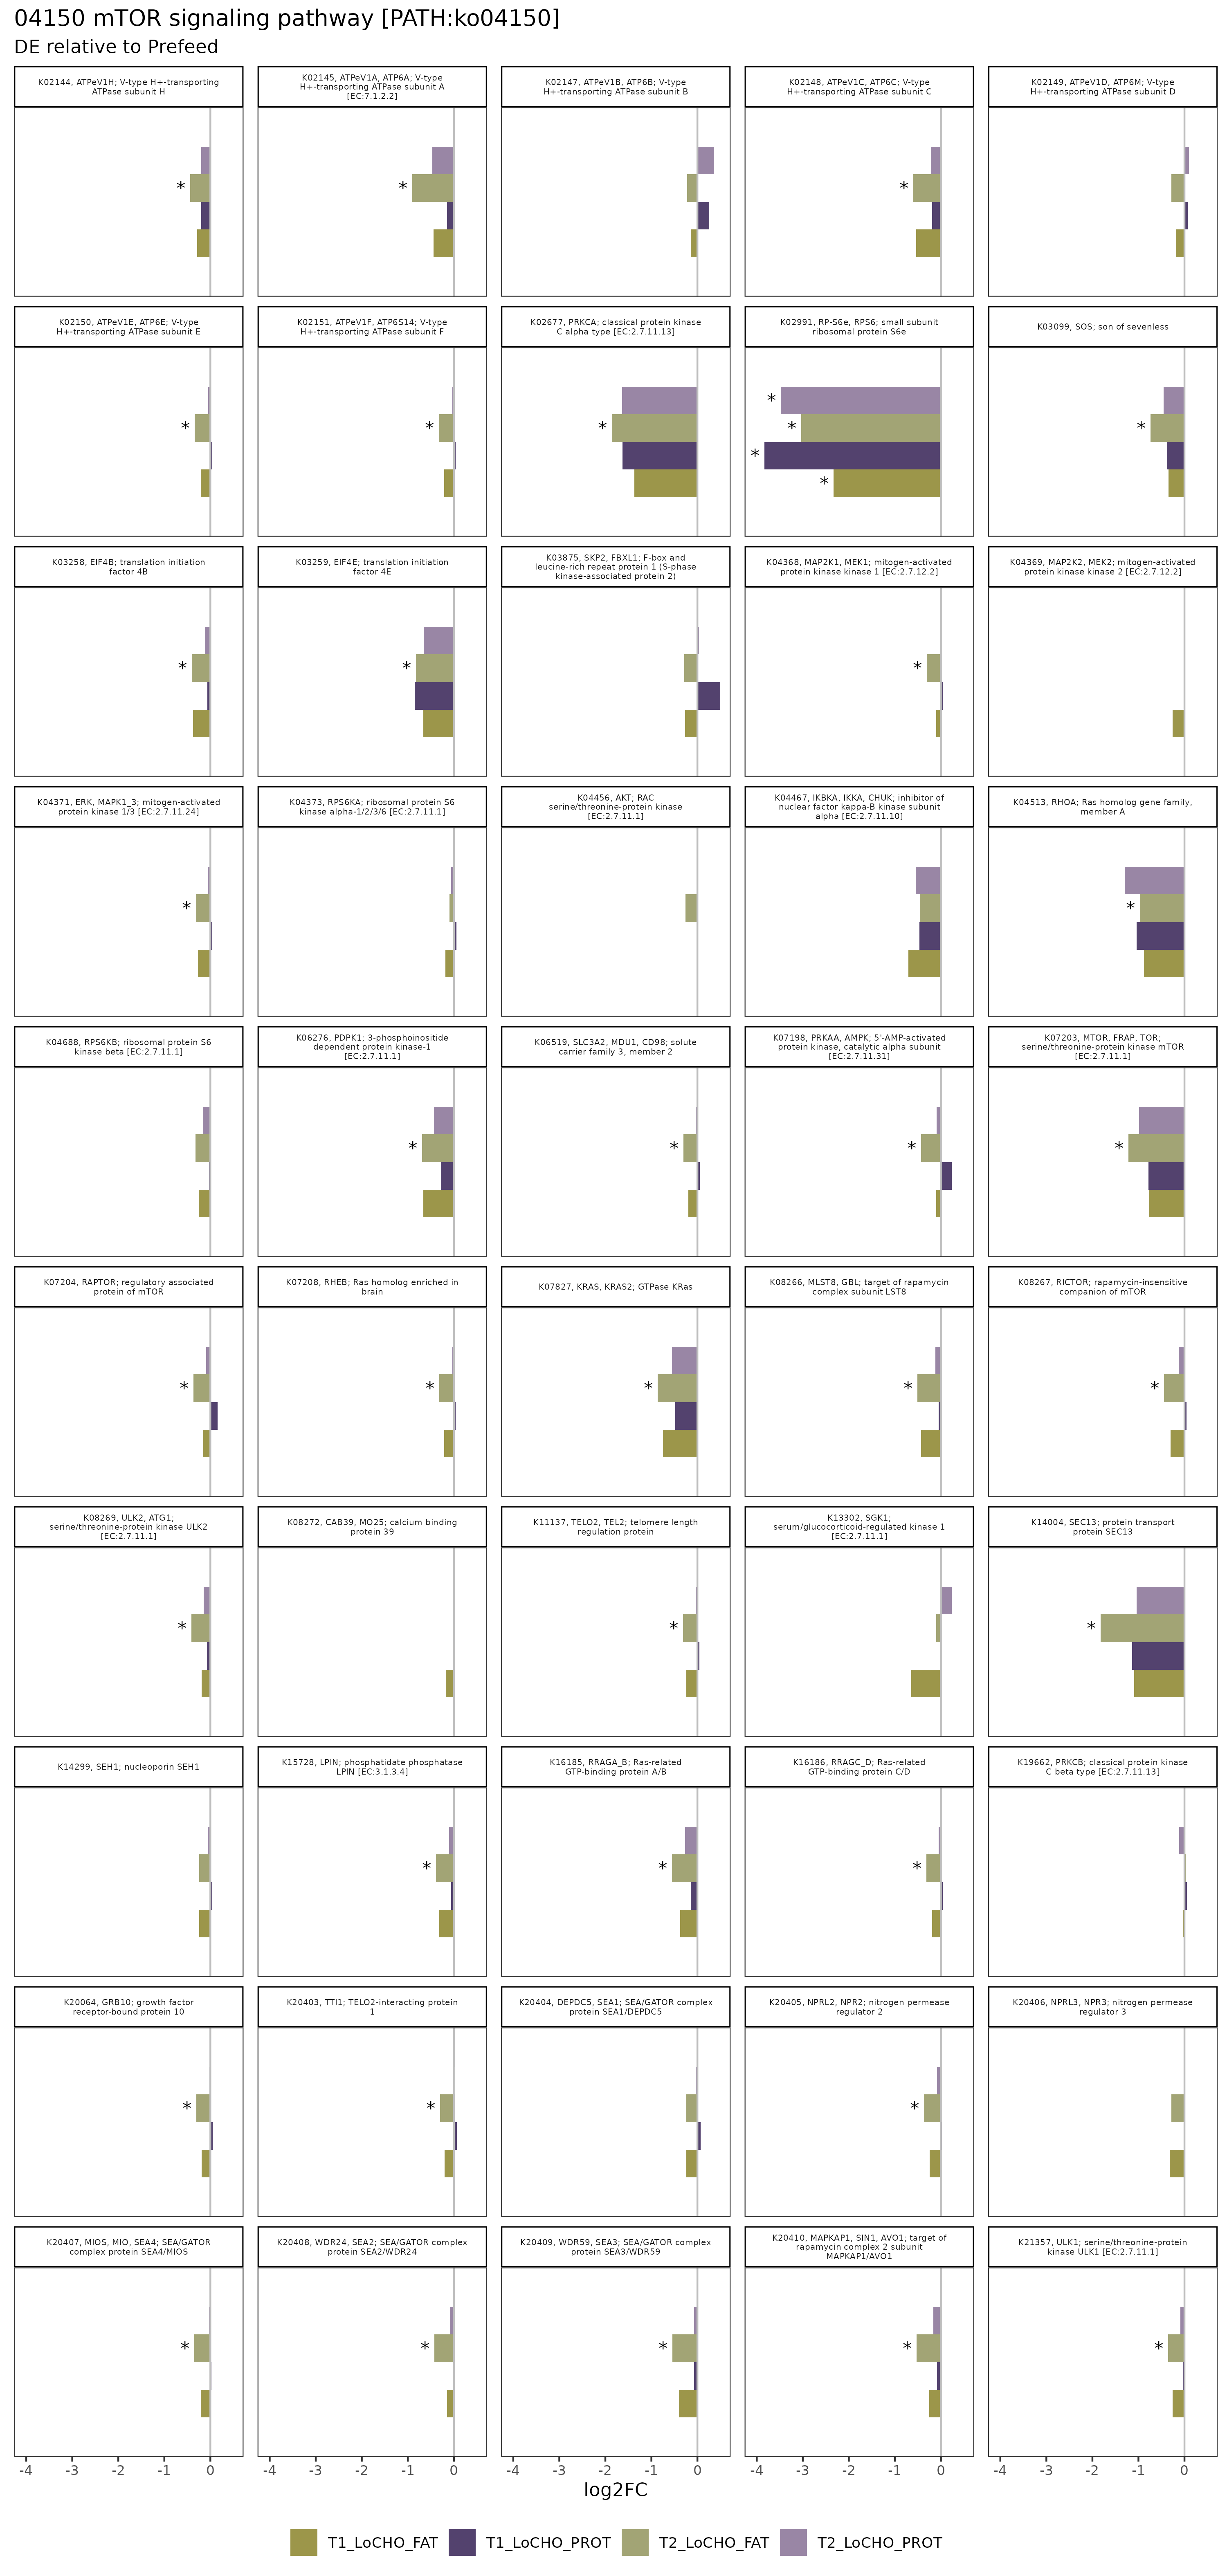 04150 mTOR signaling pathway [PATH:ko04150]
DE relative to Prefeed
K02144, ATPeV1H; V-type H+-transporting
ATPase subunit H
K02145, ATPeV1A, ATP6A; V-type
H+-transporting ATPase subunit A
[EC:7.1.2.2]
K02147, ATPeV1B, ATP6B; V-type
H+-transporting ATPase subunit B
K02148, ATPeV1C, ATP6C; V-type
H+-transporting ATPase subunit C
K02149, ATPeV1D, ATP6M; V-type
H+-transporting ATPase subunit D
*
*
*
K02150, ATPeV1E, ATP6E; V-type
H+-transporting ATPase subunit E
K02151, ATPeV1F, ATP6S14; V-type
H+-transporting ATPase subunit F
K02677, PRKCA; classical protein kinase
C alpha type [EC:2.7.11.13]
K02991, RP-S6e, RPS6; small subunit
ribosomal protein S6e
K03099, SOS; son of sevenless
*
*
*
*
*
*
*
*
K03258, EIF4B; translation initiation
factor 4B
K03259, EIF4E; translation initiation
factor 4E
K03875, SKP2, FBXL1; F-box and
leucine-rich repeat protein 1 (S-phase
kinase-associated protein 2)
K04368, MAP2K1, MEK1; mitogen-activated
protein kinase kinase 1 [EC:2.7.12.2]
K04369, MAP2K2, MEK2; mitogen-activated
protein kinase kinase 2 [EC:2.7.12.2]
*
*
*
K04371, ERK, MAPK1_3; mitogen-activated
protein kinase 1/3 [EC:2.7.11.24]
K04373, RPS6KA; ribosomal protein S6
kinase alpha-1/2/3/6 [EC:2.7.11.1]
K04456, AKT; RAC
serine/threonine-protein kinase
[EC:2.7.11.1]
K04467, IKBKA, IKKA, CHUK; inhibitor of
nuclear factor kappa-B kinase subunit
alpha [EC:2.7.11.10]
K04513, RHOA; Ras homolog gene family,
member A
*
*
K04688, RPS6KB; ribosomal protein S6
kinase beta [EC:2.7.11.1]
K06276, PDPK1; 3-phosphoinositide
dependent protein kinase-1
[EC:2.7.11.1]
K06519, SLC3A2, MDU1, CD98; solute
carrier family 3, member 2
K07198, PRKAA, AMPK; 5'-AMP-activated
protein kinase, catalytic alpha subunit
[EC:2.7.11.31]
K07203, MTOR, FRAP, TOR;
serine/threonine-protein kinase mTOR
[EC:2.7.11.1]
*
*
*
*
K07204, RAPTOR; regulatory associated
protein of mTOR
K07208, RHEB; Ras homolog enriched in
brain
K07827, KRAS, KRAS2; GTPase KRas
K08266, MLST8, GBL; target of rapamycin
complex subunit LST8
K08267, RICTOR; rapamycin-insensitive
companion of mTOR
*
*
*
*
*
K08269, ULK2, ATG1;
serine/threonine-protein kinase ULK2
[EC:2.7.11.1]
K08272, CAB39, MO25; calcium binding
protein 39
K11137, TELO2, TEL2; telomere length
regulation protein
K13302, SGK1;
serum/glucocorticoid-regulated kinase 1
[EC:2.7.11.1]
K14004, SEC13; protein transport
protein SEC13
*
*
*
K14299, SEH1; nucleoporin SEH1
K15728, LPIN; phosphatidate phosphatase
LPIN [EC:3.1.3.4]
K16185, RRAGA_B; Ras-related
GTP-binding protein A/B
K16186, RRAGC_D; Ras-related
GTP-binding protein C/D
K19662, PRKCB; classical protein kinase
C beta type [EC:2.7.11.13]
*
*
*
K20064, GRB10; growth factor
receptor-bound protein 10
K20403, TTI1; TELO2-interacting protein
1
K20404, DEPDC5, SEA1; SEA/GATOR complex
protein SEA1/DEPDC5
K20405, NPRL2, NPR2; nitrogen permease
regulator 2
K20406, NPRL3, NPR3; nitrogen permease
regulator 3
*
*
*
K20407, MIOS, MIO, SEA4; SEA/GATOR
complex protein SEA4/MIOS
K20408, WDR24, SEA2; SEA/GATOR complex
protein SEA2/WDR24
K20409, WDR59, SEA3; SEA/GATOR complex
protein SEA3/WDR59
K20410, MAPKAP1, SIN1, AVO1; target of
rapamycin complex 2 subunit
MAPKAP1/AVO1
K21357, ULK1; serine/threonine-protein
kinase ULK1 [EC:2.7.11.1]
*
*
*
*
*
-4 -3 -2 -1 0 -4 -3 -2 -1 0 -4 -3 -2 -1 0 -4 -3 -2 -1 0 -4 -3 -2 -1 0
log2FC
T1_LoCHO_FAT T1_LoCHO_PROT T2_LoCHO_FAT T2_LoCHO_PROT